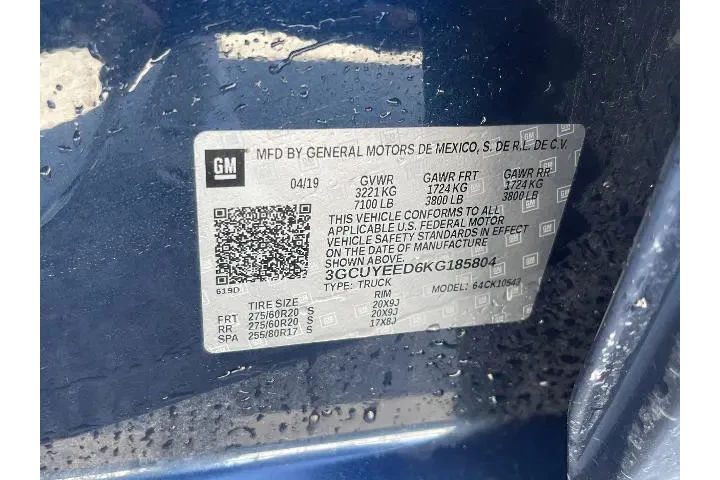 GM MFD BY GENERAL MOTORS DE MEXICO, S. DE R.L. DE C.V.
04/19 GVWR GAWR FRT GAWR RR
3221 KG 1724 KG 1724 KG
7100 LB 3800 LB 3800 LB
THIS VEHICLE CONFORMS TO ALL
APPLICABLE U.S. FEDERAL MOTOR
VEHICLE SAFETY STANDARDS IN EFFECT
ON THE DATE OF MANUFACTURE
SHOWN ABOVE.
3GCUYEED6KG185804
619D TYPE: TRUCK MODEL: 64CK10543
TIRE SIZE RIM
FRT 275/60R20 S 20X9J
RR 275/60R20 S 20X9J
SPA 255/80R17 S 17X8J